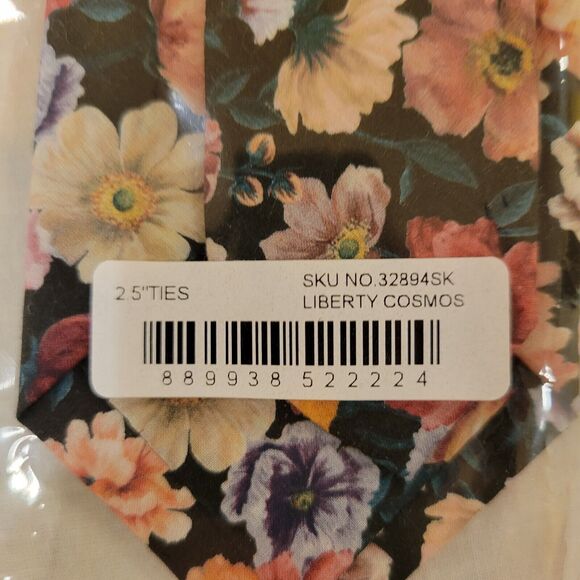 2.5"TIES
SKU NO.32894SK
LIBERTY COSMOS
889938 522224